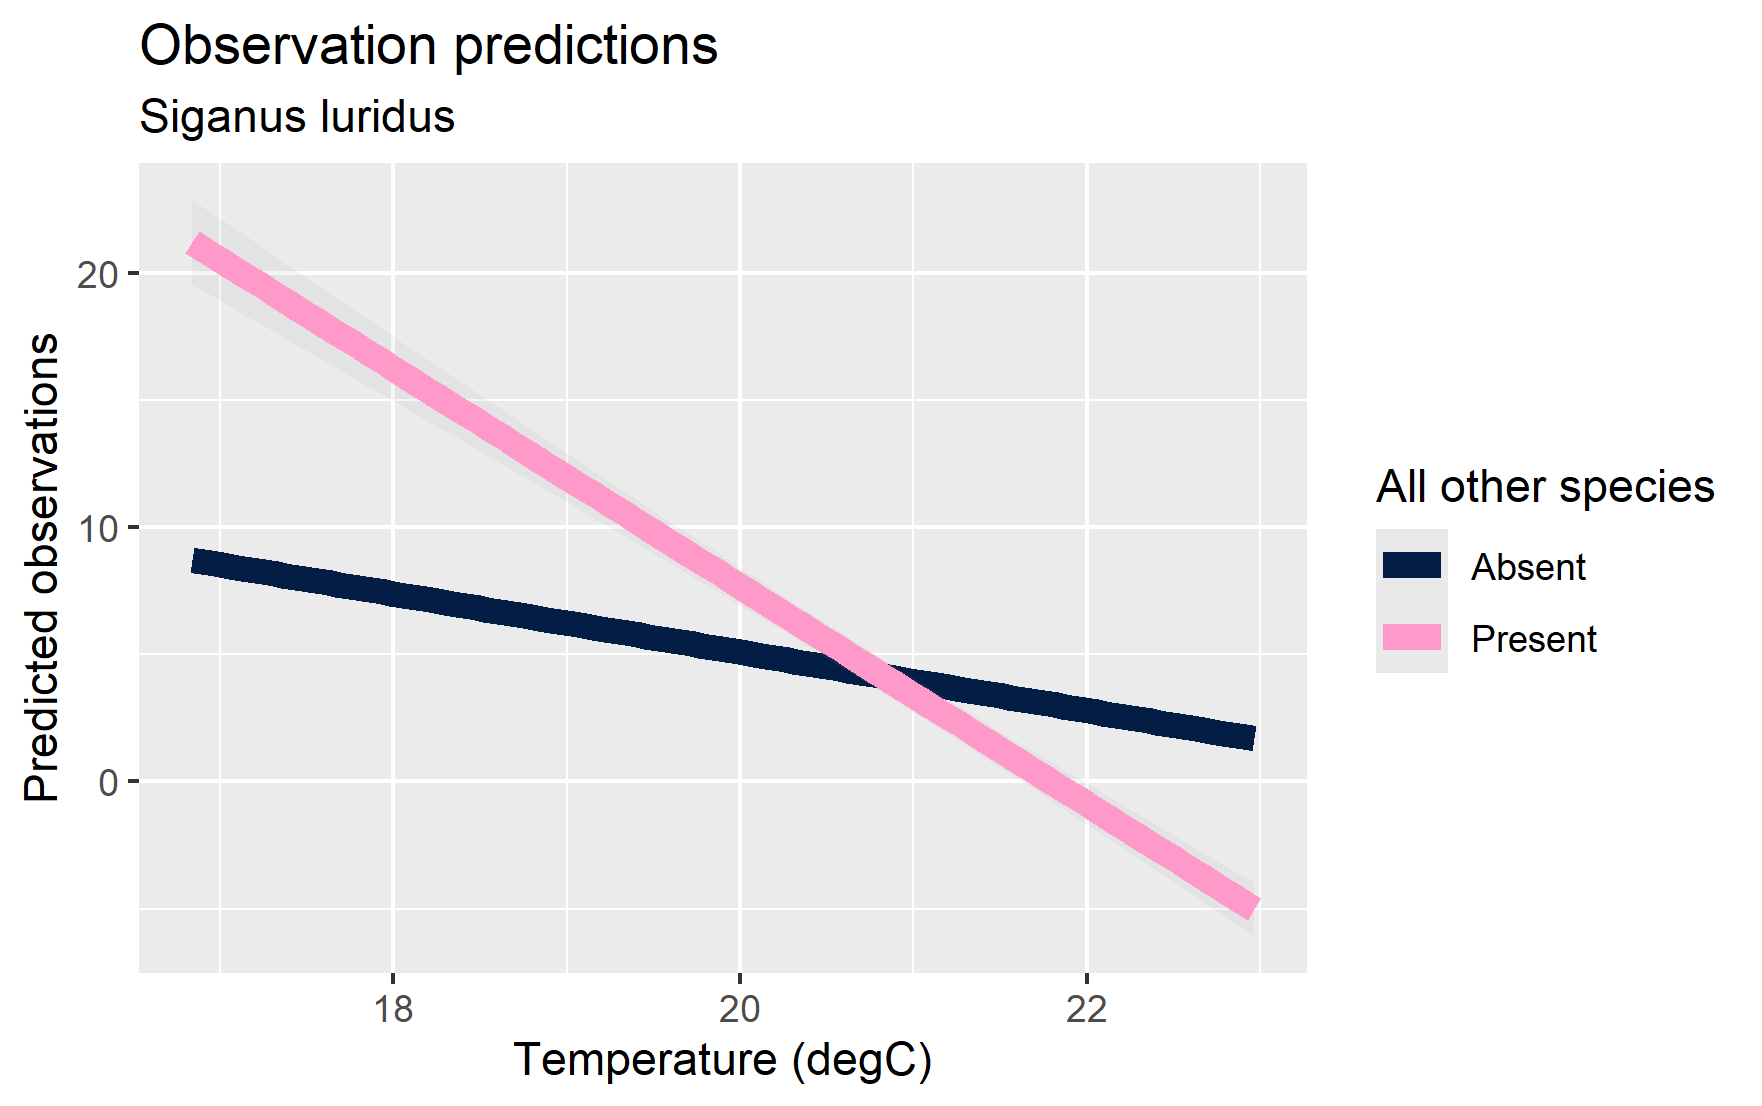 Observation predictions
Siganus luridus
Predicted observations
20
10
0
18
20
22
Temperature (degC)
All other species
Absent
Present